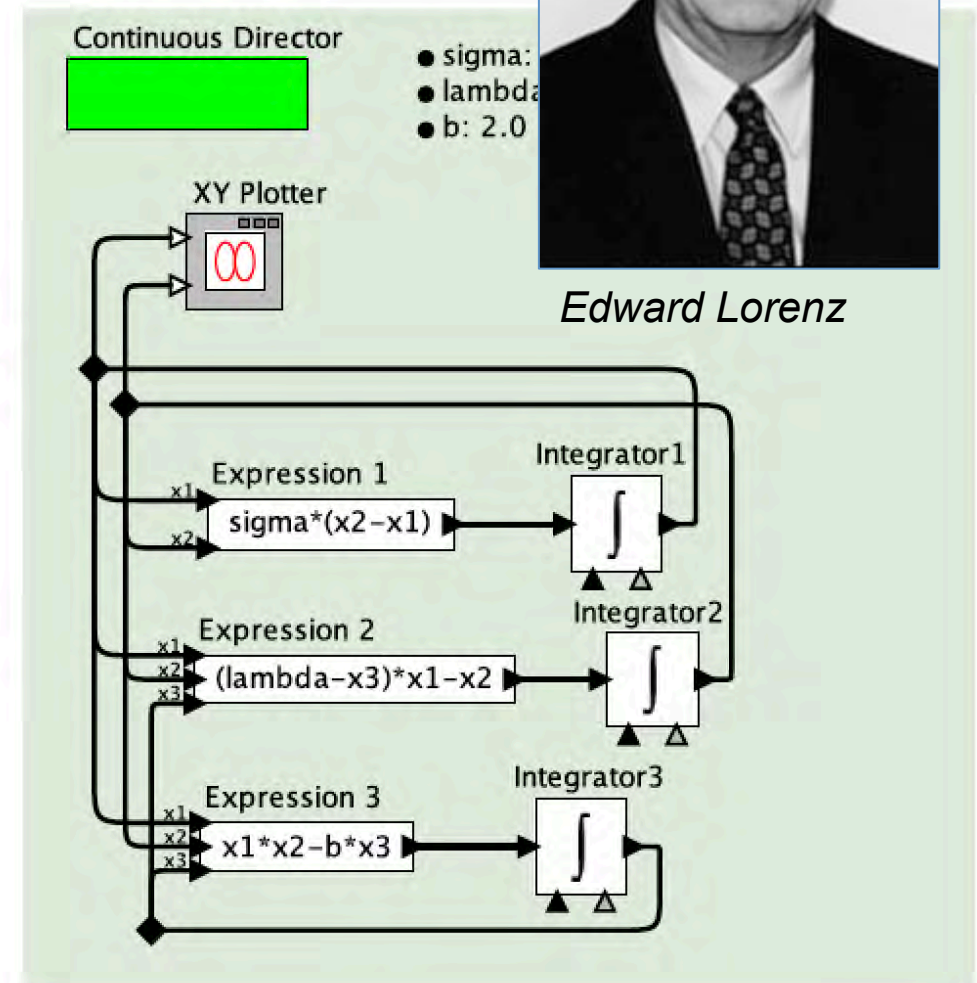 Continuous Director
● sigma:
● lambda
● b: 2.0
XY Plotter
Edward Lorenz
Integrator1
Expression 1
x1
sigma*(x2-x1)
x2
∫
Integrator2
Expression 2
x1
x2
(lambda-x3)*x1-x2
x3
∫
Integrator3
Expression 3
x1
x2
x1*x2-b*x3
x3
∫